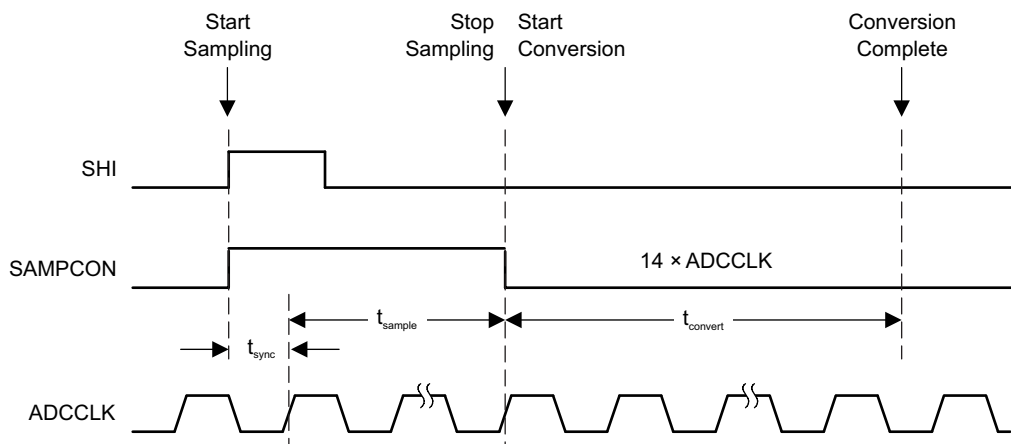 Start
Sampling
Stop
Sampling
Start
Conversion
Conversion
Complete
SHI
SAMPCON
14 × ADCCLK
tsample
tconvert
tsync
ADCCLK